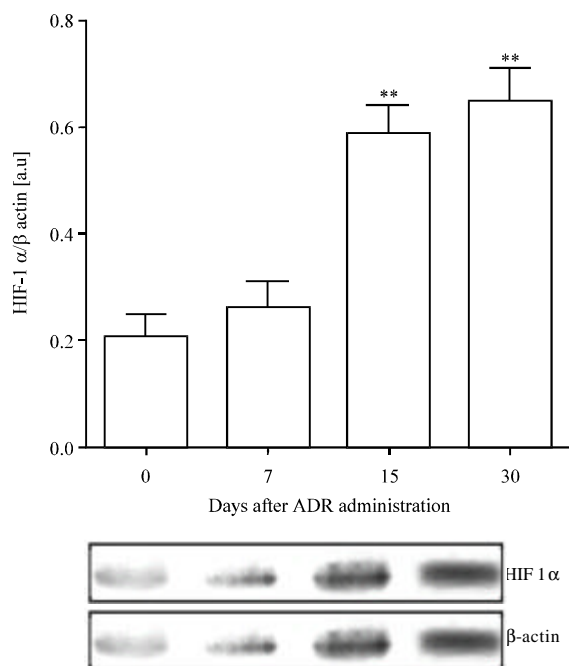 0.8
0.6
0.4
0.2
0.0
HIF-1 α/β actin [a.u]
**
**
0 7 15 30
Days after ADR administration
HIF 1α
β-actin